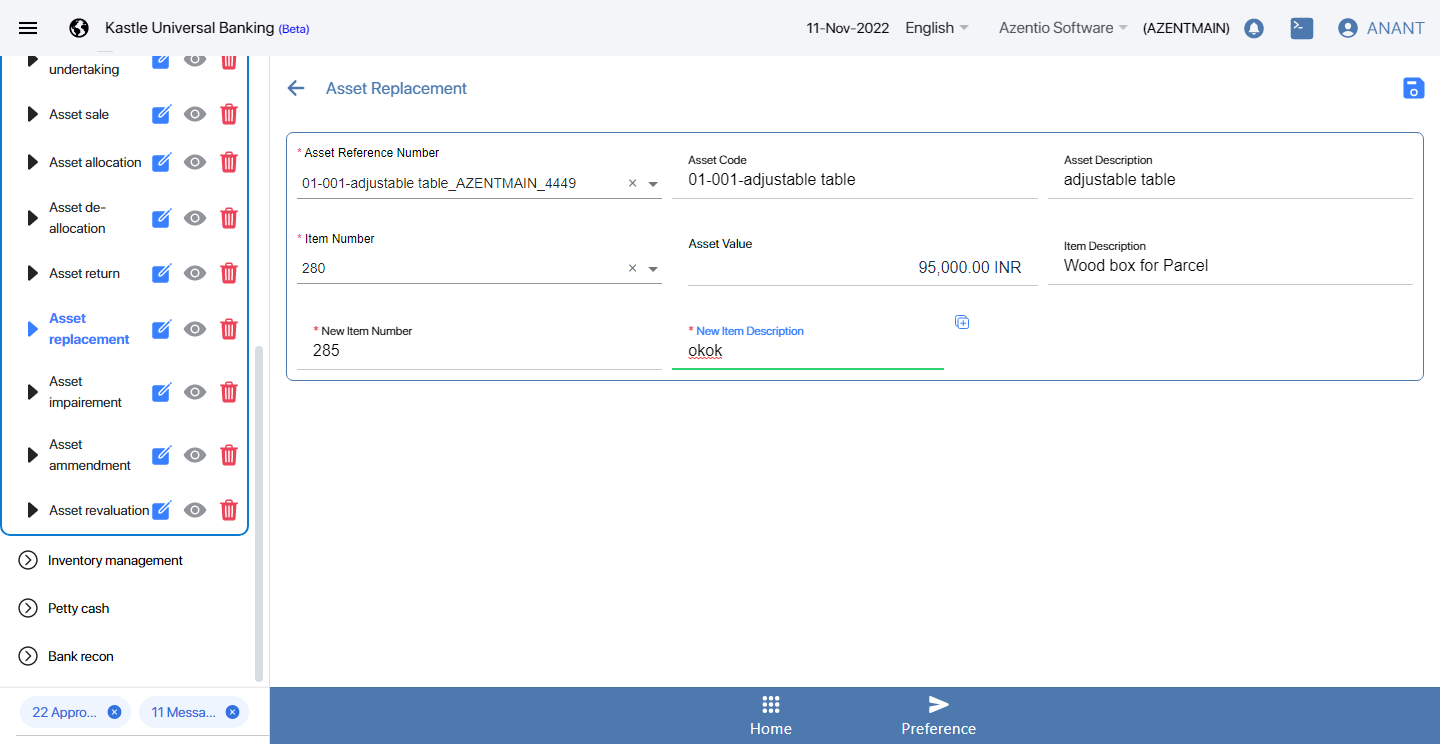 Kastle Universal Banking (Beta)
11-Nov-2022
English
Azentio Software
(AZENTMAIN)
ANANT
undertaking
Asset sale
Asset allocation
Asset de-
allocation
Asset return
Asset
replacement
Asset
impairement
Asset
ammendment
Asset revaluation
Inventory management
Petty cash
Bank recon
22 Appro...
11 Messa...
Asset Replacement
* Asset Reference Number
01-001-adjustable table_AZENTMAIN_4449
Asset Code
01-001-adjustable table
Asset Description
adjustable table
* Item Number
280
Asset Value
95,000.00 INR
Item Description
Wood box for Parcel
* New Item Number
285
* New Item Description
okok
Home
Preference